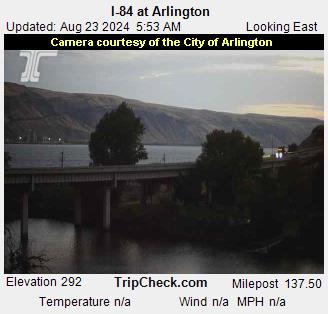 I-84 at Arlington
Updated: Aug 23 2024 5:53 AM Looking East
Camera courtesy of the City of Arlington
Elevation 292 TripCheck.com Milepost 137.50
Temperature n/a Wind n/a MPH n/a